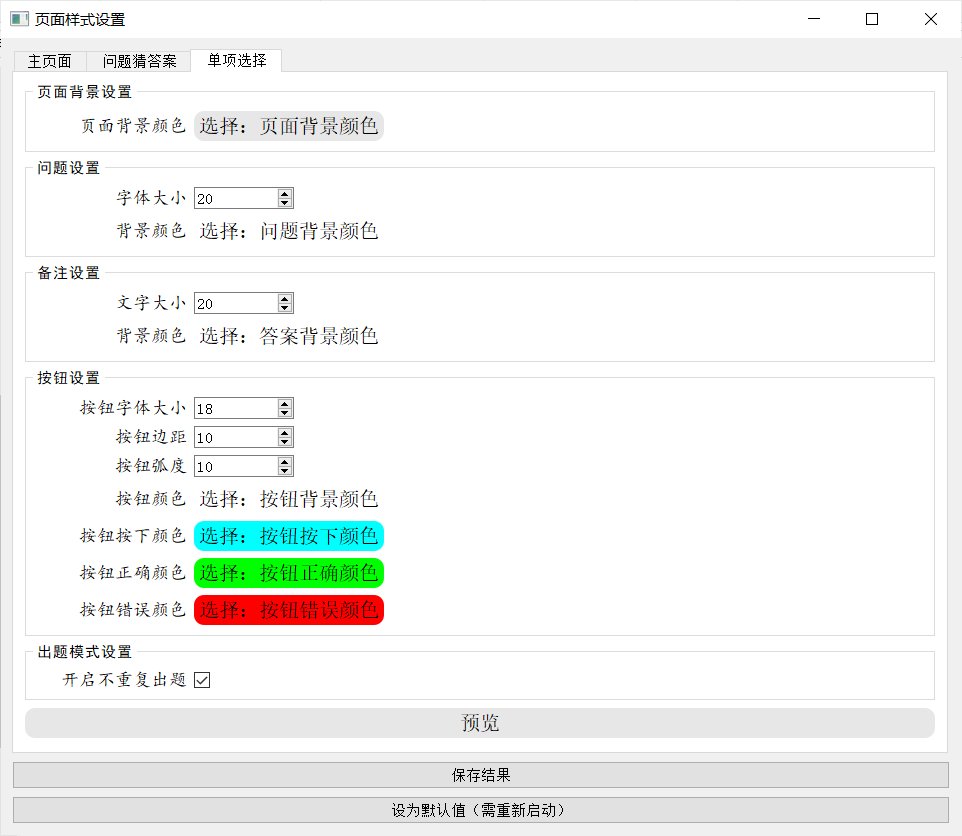 页面样式设置
主页面 问题猜答案 单项选择
页面背景设置
页面背景颜色 选择：页面背景颜色
问题设置
字体大小 20
背景颜色 选择：问题背景颜色
备注设置
文字大小 20
背景颜色 选择：答案背景颜色
按钮设置
按钮字体大小 18
按钮边距 10
按钮弧度 10
按钮颜色 选择：按钮背景颜色
按钮按下颜色 选择：按钮按下颜色
按钮正确颜色 选择：按钮正确颜色
按钮错误颜色 选择：按钮错误颜色
出题模式设置
开启不重复出题
预览
保存结果
设为默认值（需重新启动）